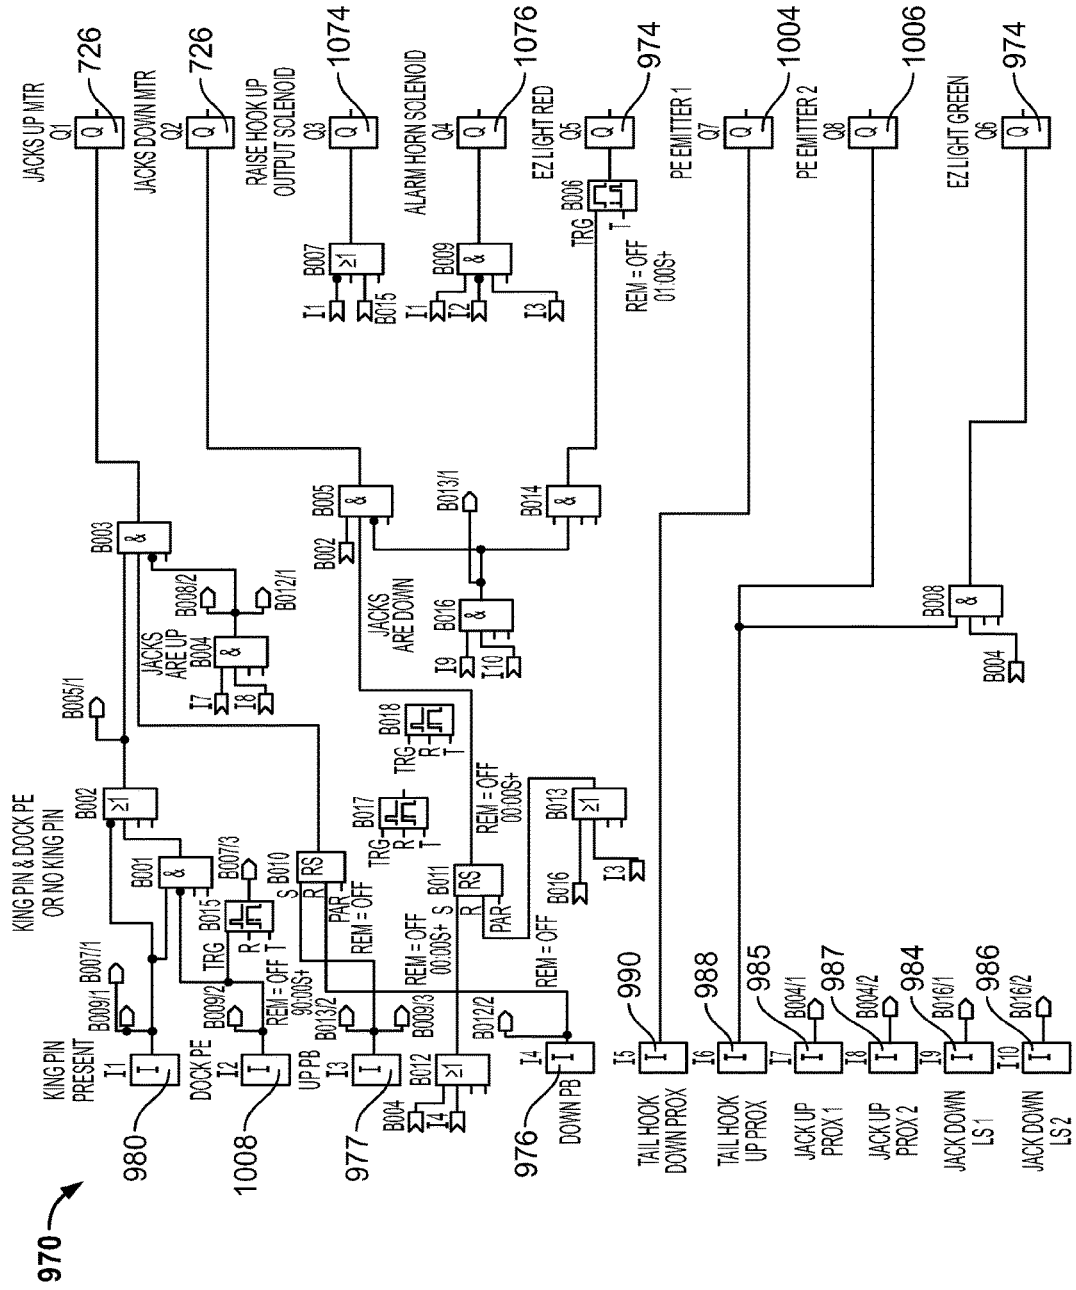 970
JACKS UP MTR
Q1
Q
726
JACKS DOWN MTR
Q2
Q
726
RAISE HOOK UP
OUTPUT SOLENOID
Q3
Q
1074
ALARM HORN SOLENOID
Q4
Q
1076
EZ LIGHT RED
Q5
Q
974
PE EMITTER 1
Q7
Q
1004
PE EMITTER 2
Q8
Q
1006
EZ LIGHT GREEN
Q6
Q
974
B007
≥1
I1
B015
B009
&
I1
I2
I3
B006
TRG
T
REM = OFF
01:00S+
B003
&
B008/2
B012/1
JACKS
ARE UP
B004
&
I7
I8
B005
&
B002
B013/1
B014
&
JACKS
ARE DOWN
B016
&
I9
I10
B008
&
B004
B005/1
KING PIN & DOCK PE
OR NO KING PIN
B002
≥1
B001
&
B007/3
B015
TRG
R
T
REM = OFF
90:00S+
B010
RS
S
R
PAR
REM = OFF
B017
TRG
R
T
B018
TRG
R
T
REM = OFF
00:00S+
B011
RS
S
R
PAR
REM = OFF
00:00S+
REM = OFF
B013
≥1
B016
I3
KING PIN
PRESENT
I1
I
980
B009/1
B007/1
DOCK PE
I2
I
1008
B009/2
UP PB
I3
I
977
B013/2
B009/3
B012
≥1
B004
I4
B012/2
I4
I
976
DOWN PB
I5
I
990
TAIL HOOK
DOWN PROX
I6
I
988
TAIL HOOK
UP PROX
I7
I
985
B004/1
JACK UP
PROX 1
I8
I
987
B004/2
JACK UP
PROX 2
I9
I
984
B016/1
JACK DOWN
LS 1
I10
I
986
B016/2
JACK DOWN
LS 2